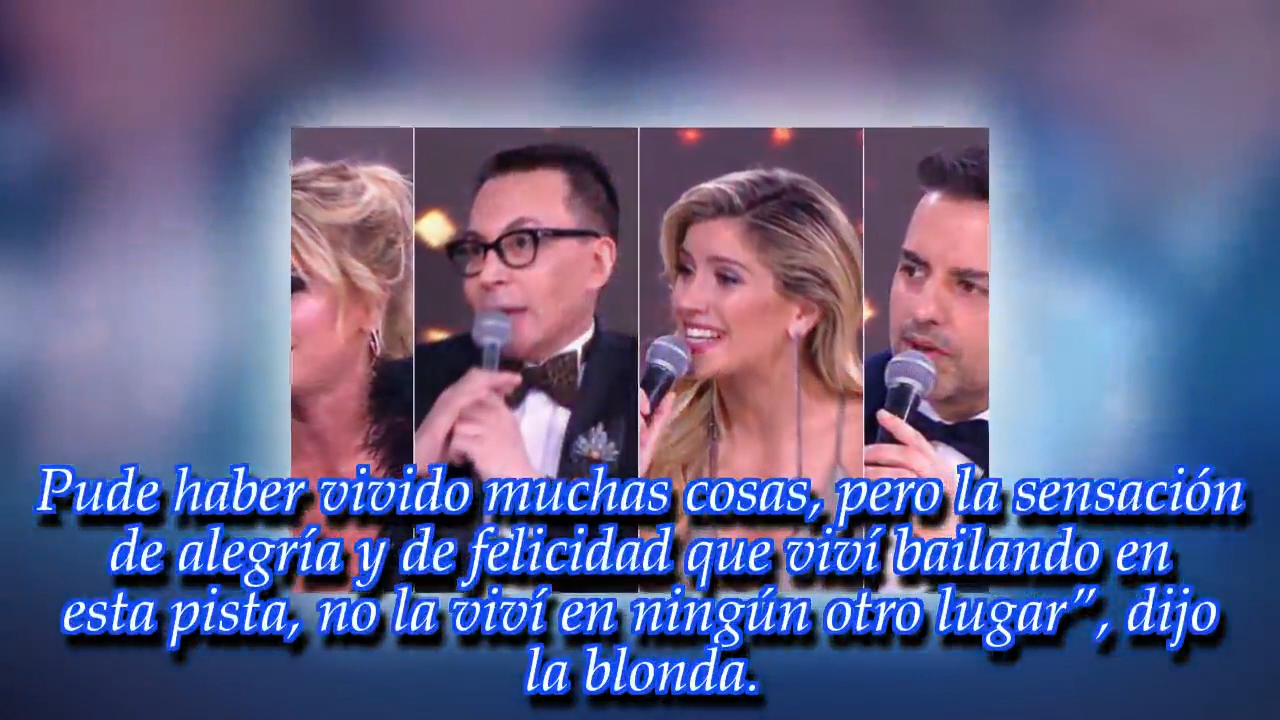 Pude haber vivido muchas cosas, pero la sensación
de alegría y de felicidad que viví bailando en
esta pista, no la viví en ningún otro lugar”, dijo
la blonda.